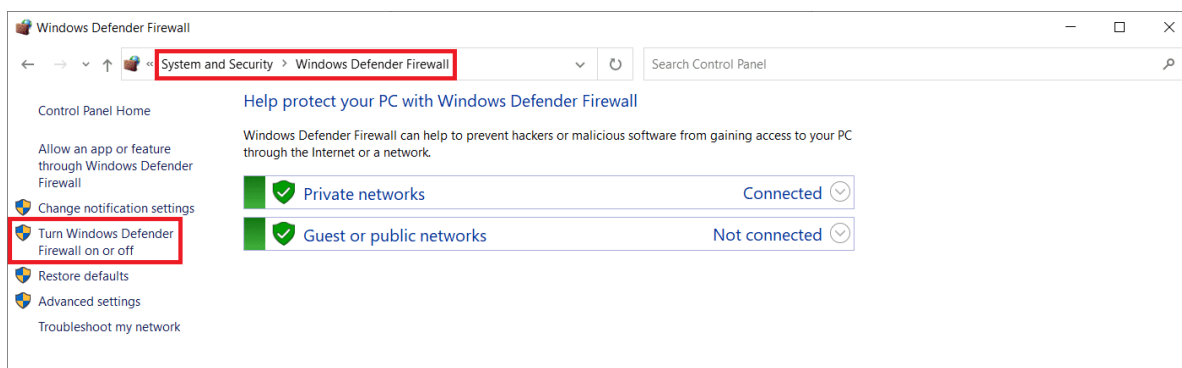 Windows Defender Firewall
« System and Security > Windows Defender Firewall
Search Control Panel
Control Panel Home
Allow an app or feature
through Windows Defender
Firewall
Change notification settings
Turn Windows Defender
Firewall on or off
Restore defaults
Advanced settings
Troubleshoot my network
Help protect your PC with Windows Defender Firewall
Windows Defender Firewall can help to prevent hackers or malicious software from gaining access to your PC
through the Internet or a network.
Private networks Connected
Guest or public networks Not connected